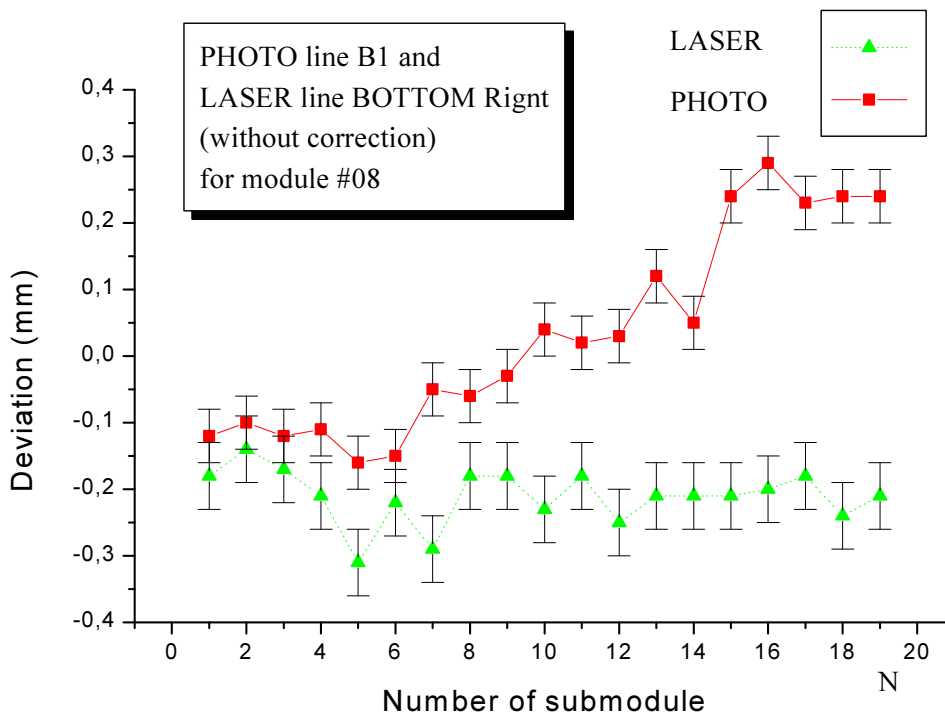 PHOTO line B1 and
LASER line BOTTOM Rignt
(without correction)
for module #08
LASER
PHOTO
0,4
0,3
0,2
0,1
0,0
-0,1
-0,2
-0,3
-0,4
Deviation (mm)
0 2 4 6 8 10 12 14 16 18 20
N
Number of submodule